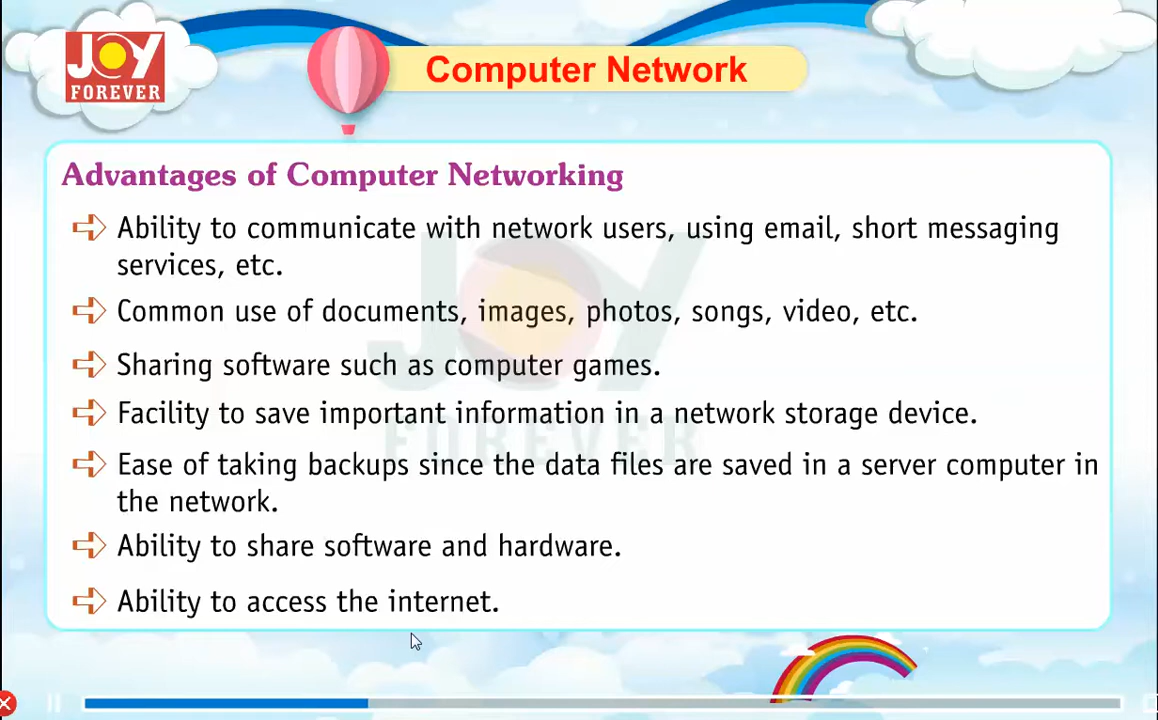 JOY
FOREVER
Computer Network
Advantages of Computer Networking
Ability to communicate with network users, using email, short messaging
services, etc.
Common use of documents, images, photos, songs, video, etc.
Sharing software such as computer games.
Facility to save important information in a network storage device.
Ease of taking backups since the data files are saved in a server computer in
the network.
Ability to share software and hardware.
Ability to access the internet.
JOY
FOREVER